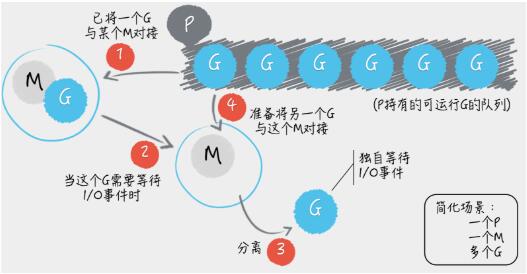 已将一个G
与某个M对接
P
1
G G G G G G
M
G
4
准备将另一个G
与这个M对接
(P持有的可运行G的队列)
2
当这个G需要等待
I/O事件时
M
独自等待
I/O事件
G
分离
3
简化场景：
一个P
一个M
多个G